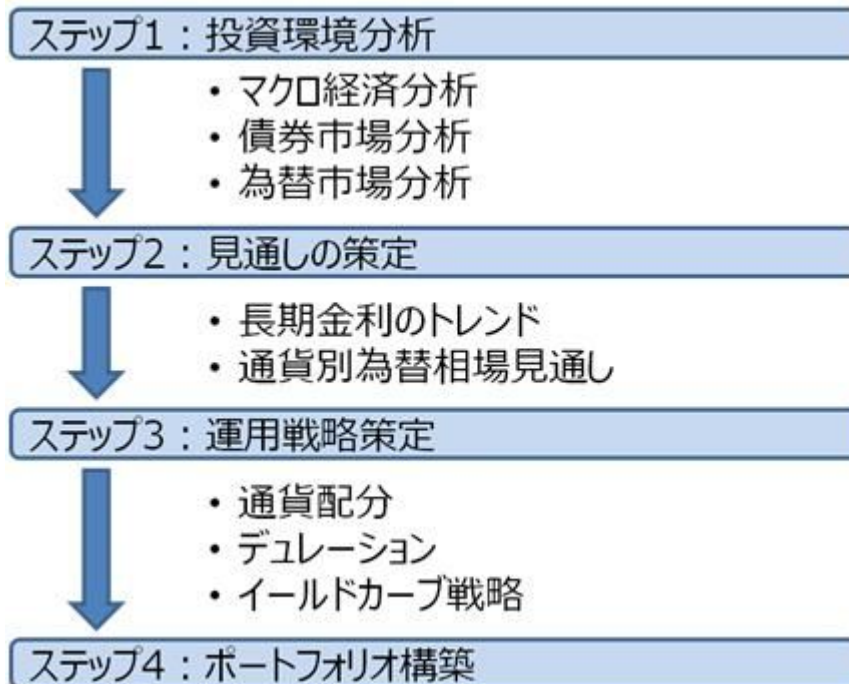 ステップ1：投資環境分析
・マクロ経済分析
・債券市場分析
・為替市場分析
ステップ2：見通しの策定
・長期金利のトレンド
・通貨別為替相場見通し
ステップ3：運用戦略策定
・通貨配分
・デュレーション
・イールドカーブ戦略
ステップ4：ポートフォリオ構築